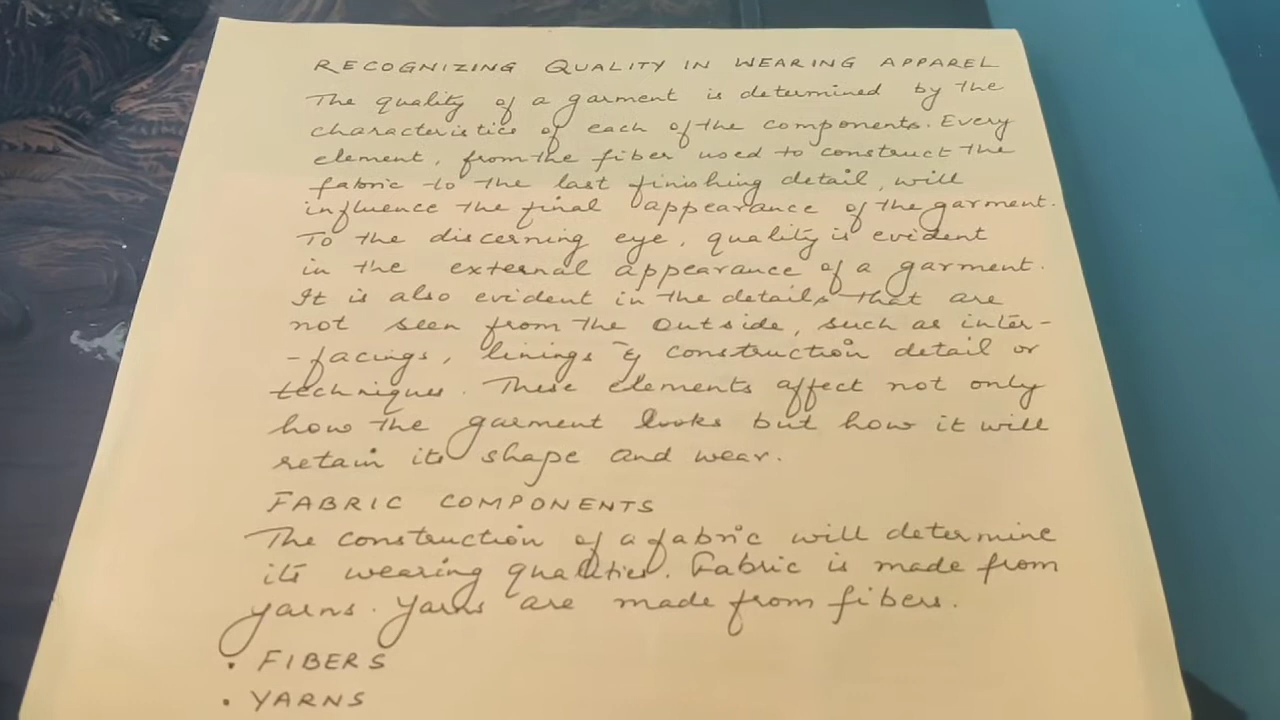 RECOGNIZING QUALITY IN WEARING APPAREL
The quality of a garment is determined by the
characteristics of each of the components. Every
element, from the fiber used to construct the
fabric to the last finishing detail, will
influence the final appearance of the garment.
To the discerning eye, quality is evident
in the external appearance of a garment.
It is also evident in the details that are
not seen from the outside, such as inter-
-facings, linings & construction detail or
techniques. These elements affect not only
how the garment looks but how it will
retain its shape and wear.
FABRIC COMPONENTS
The construction of a fabric will determine
its wearing qualities. Fabric is made from
yarns. Yarns are made from fibers.
• FIBERS
• YARNS